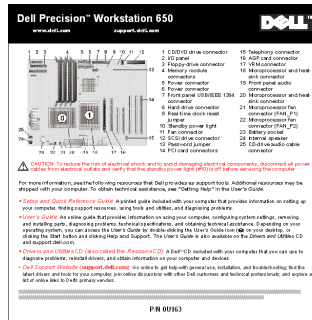 Dell Precision™ Workstation 650
www.dell.com
support.dell.com
DELL™
1 CD/DVD drive connector
2 I/O panel
3 Floppy-drive connector
4 Memory module connectors
5 Power connector
6 Power connector
7 Front panel USB/IEEE 1394 connector
8 Hard-drive connector
9 Real-time clock reset jumper
10 Standby power light
11 Fan connector
12 SCSI drive connector
13 Password jumper
14 PCI card connectors
15 Telephony connector
16 AGP card connector
17 VRM connector
18 Microprocessor and heat-sink connector
19 Front panel audio connector
20 Microprocessor and heat-sink connector
21 Microprocessor fan connector (FAN_P1)
22 Microprocessor fan connector (FAN_P2)
23 Battery socket
24 Internal speaker
25 CD-drive audio cable connector
CAUTION: To reduce the risk of electrical shock and to avoid damaging electronic components, disconnect all power
cables from electrical outlets and verify that the standby power light (#10) is off before servicing the computer.
For more information, see the following resources that Dell provides as support tools. Additional resources may be
shipped with your computer. To obtain technical assistance, see "Getting Help" in the User's Guide.
• Setup and Quick Reference Guide A printed guide included with your computer that provides information on setting up
your computer, finding support resources, using tools and utilities, and diagnosing problems.
• User's Guide An online guide that provides information on using your computer, configuring system settings, removing
and installing parts, diagnosing problems, technical specifications, and obtaining technical assistance. Depending on your
operating system, you can access the User's Guide by double-clicking the User's Guides icon on your desktop, or
clicking the Start button and clicking Help and Support. The User's Guide is also available on the Drivers and Utilities CD
and support.dell.com.
• Drivers and Utilities CD (also called the ResourceCD) A Dell™ CD included with your computer that you can use to
diagnose problems, reinstall drivers, and obtain information on your computer and devices.
• Dell Support Website (support.dell.com) Go online to get help with general use, installation, and troubleshooting; find the
latest drivers and tools for your computer; join online discussions with other Dell customers and technical professionals; and explore a
list of online links to Dell's primary vendors.
P/N 0U163